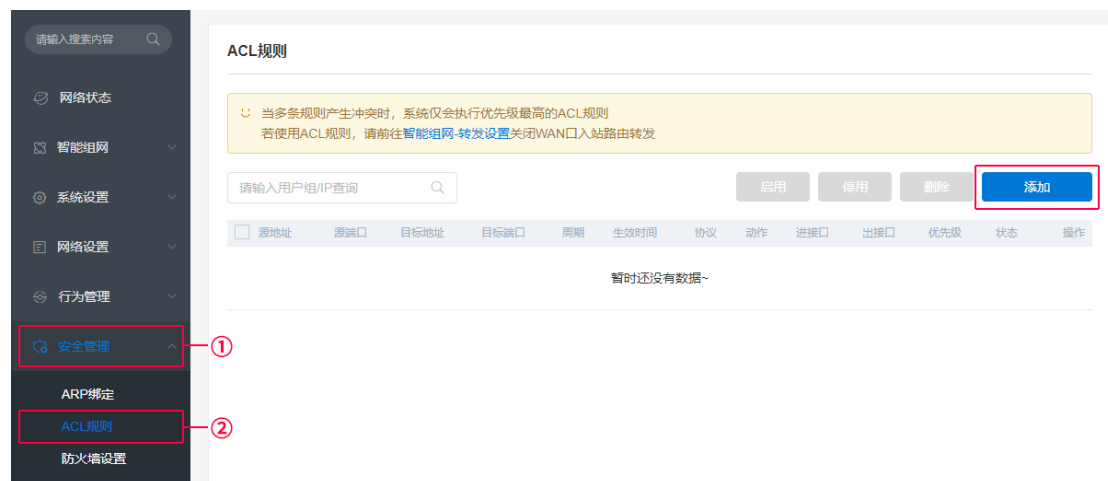 请输入搜索内容
网络状态
智能组网
系统设置
网络设置
行为管理
安全管理
①
ARP绑定
ACL规则
②
防火墙设置
ACL规则
当多条规则产生冲突时，系统仅会执行优先级最高的ACL规则
若使用ACL规则，请前往智能组网-转发设置关闭WAN口入站路由转发
请输入用户组/IP查询 启用 停用 删除 添加
源地址 源端口 目标地址 目标端口 周期 生效时间 协议 动作 进接口 出接口 优先级 状态 操作
暂时还没有数据~